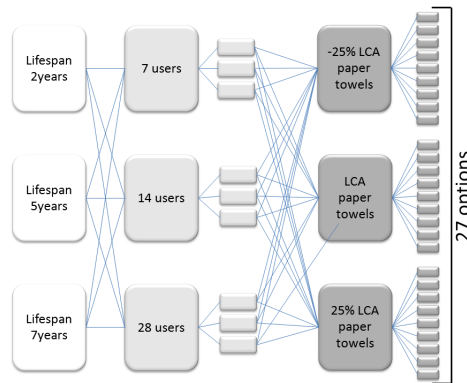 Lifespan
2years
7 users
-25% LCA
paper
towels
Lifespan
5years
14 users
LCA
paper
towels
Lifespan
7years
28 users
25% LCA
paper
towels
27 options